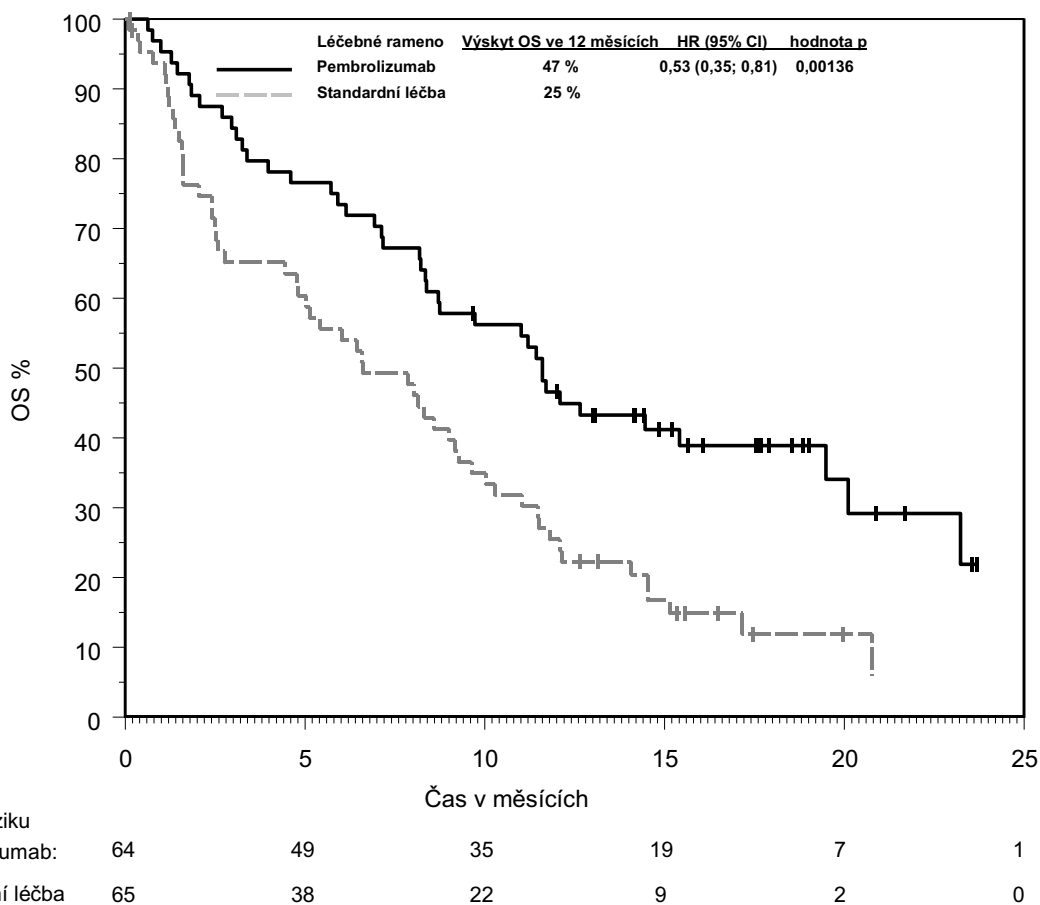 Léčebné rameno Výskyt OS ve 12 měsících HR (95% CI) hodnota p
Pembrolizumab 47 % 0,53 (0,35; 0,81) 0,00136
Standardní léčba 25 %
100
90
80
70
60
50
40
30
20
10
0
OS %
0 5 10 15 20 25
Čas v měsících
ziku
umab: 64 49 35 19 7 1
ní léčba 65 38 22 9 2 0